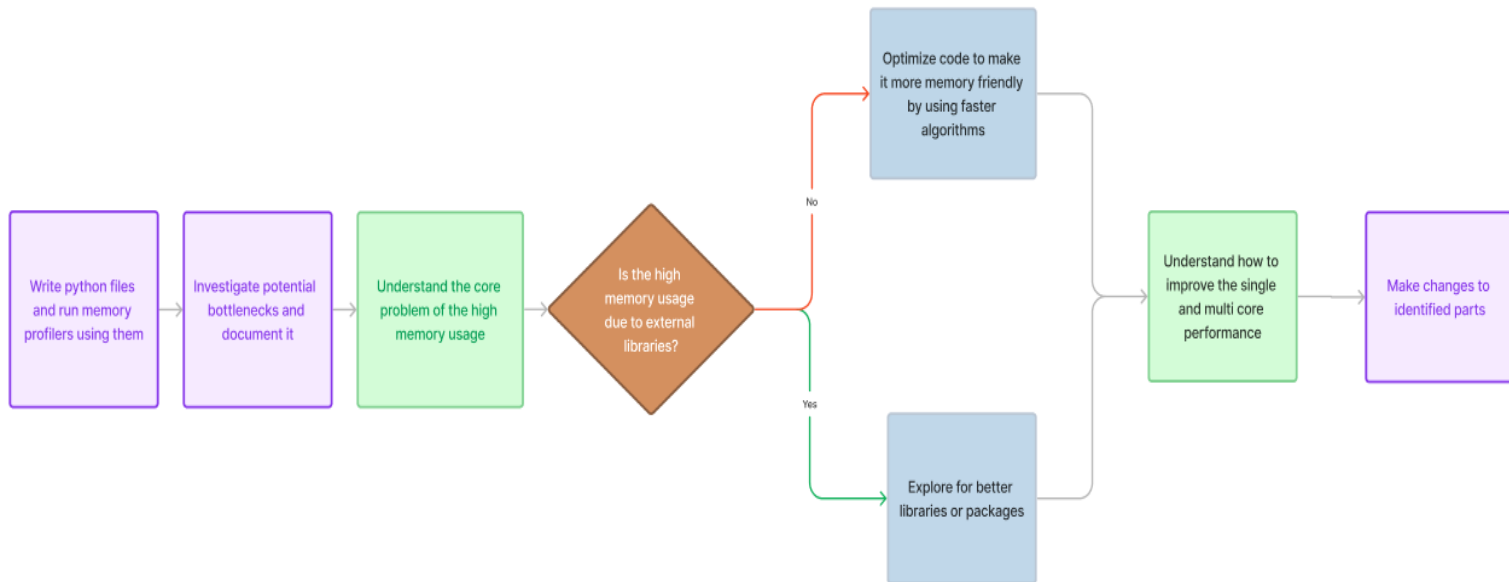 Write python files
and run memory
profilers using them
Investigate potential
bottlenecks and
document it
Understand the core
problem of the high
memory usage
Is the high
memory usage
due to external
libraries?
No
Optimize code to make
it more memory friendly
by using faster
algorithms
Yes
Explore for better
libraries or packages
Understand how to
improve the single
and multi core
performance
Make changes to
identified parts